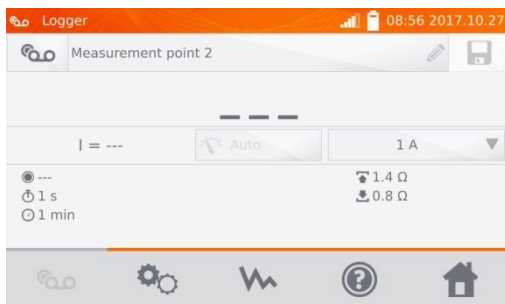 Logger 08:56 2017.10.27
Measurement point 2
---
I = --- Auto 1 A
--- 1.4 Ω
1 s 0.8 Ω
1 min
?